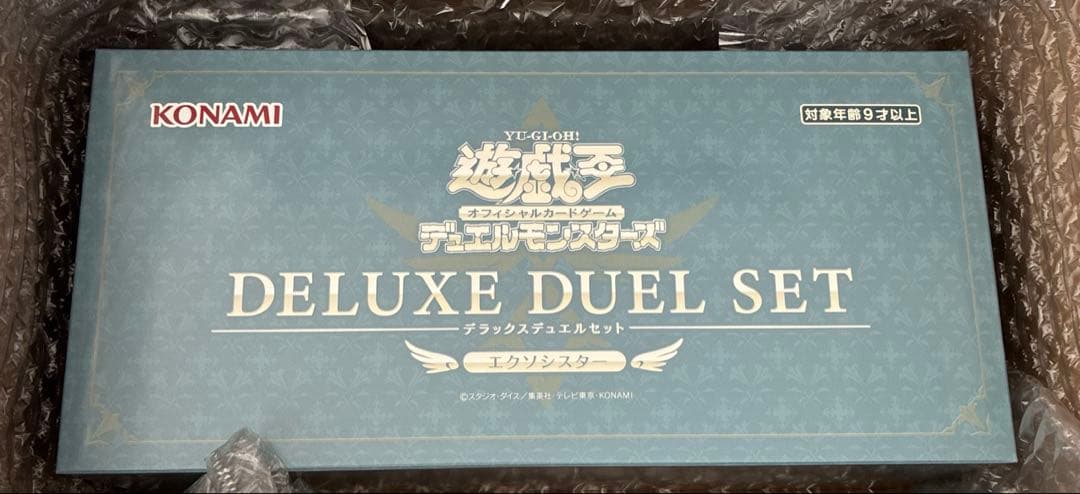 KONAMI
対象年齢9才以上
YU-GI-OH!
遊☆戯☆王
オフィシャルカードゲーム
デュエルモンスターズ
DELUXE DUEL SET
デラックスデュエルセット
エクソシスター
©スタジオ・ダイス/集英社・テレビ東京・KONAMI